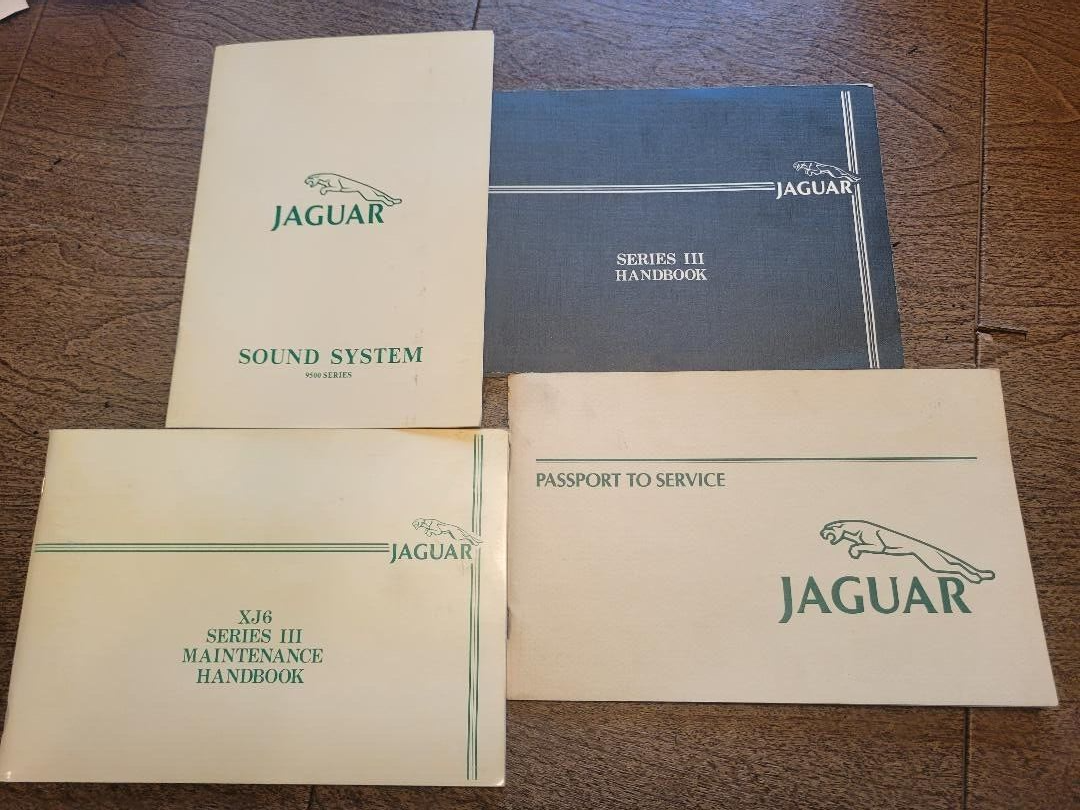 JAGUAR
SOUND SYSTEM
9500 SERIES
JAGUAR
SERIES III
HANDBOOK
JAGUAR
XJ6
SERIES III
MAINTENANCE
HANDBOOK
PASSPORT TO SERVICE
JAGUAR